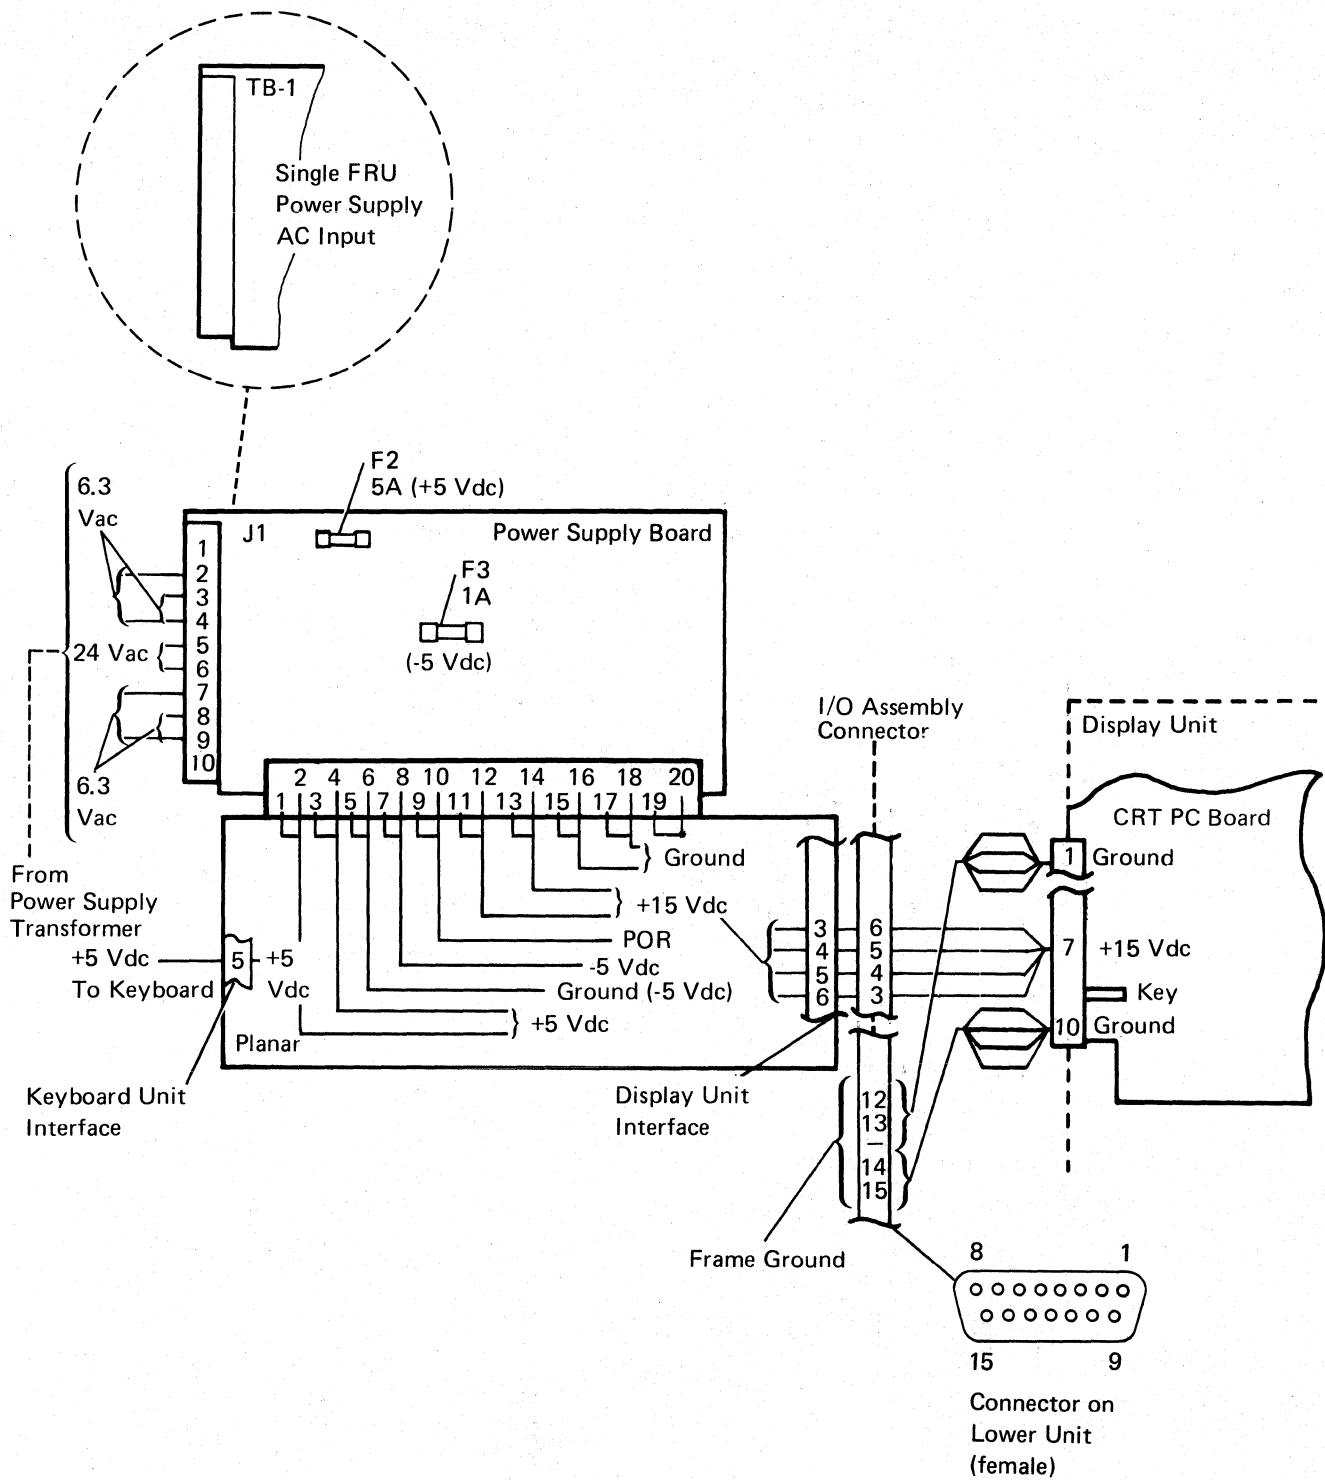 TB-1
Single FRU
Power Supply
AC Input
F2
5A (+5 Vdc)
6.3
Vac
J1
Power Supply Board
1
2
3
4
5
6
7
8
9
10
F3
1A
(-5 Vdc)
24 Vac
6.3
Vac
From
Power Supply
Transformer
2 4 6 8 10 12 14 16 18 20
1 3 5 7 9 11 13 15 17 19
Ground
+15 Vdc
POR
-5 Vdc
Ground (-5 Vdc)
+5 Vdc
+5 Vdc
To Keyboard
5
+5
Vdc
Planar
Keyboard Unit
Interface
Display Unit
Interface
I/O Assembly
Connector
3
4
5
6
6
5
4
3
12
13
—
14
15
Frame Ground
Display Unit
CRT PC Board
1 Ground
7 +15 Vdc
Key
10 Ground
8 1
15 9
Connector on
Lower Unit
(female)